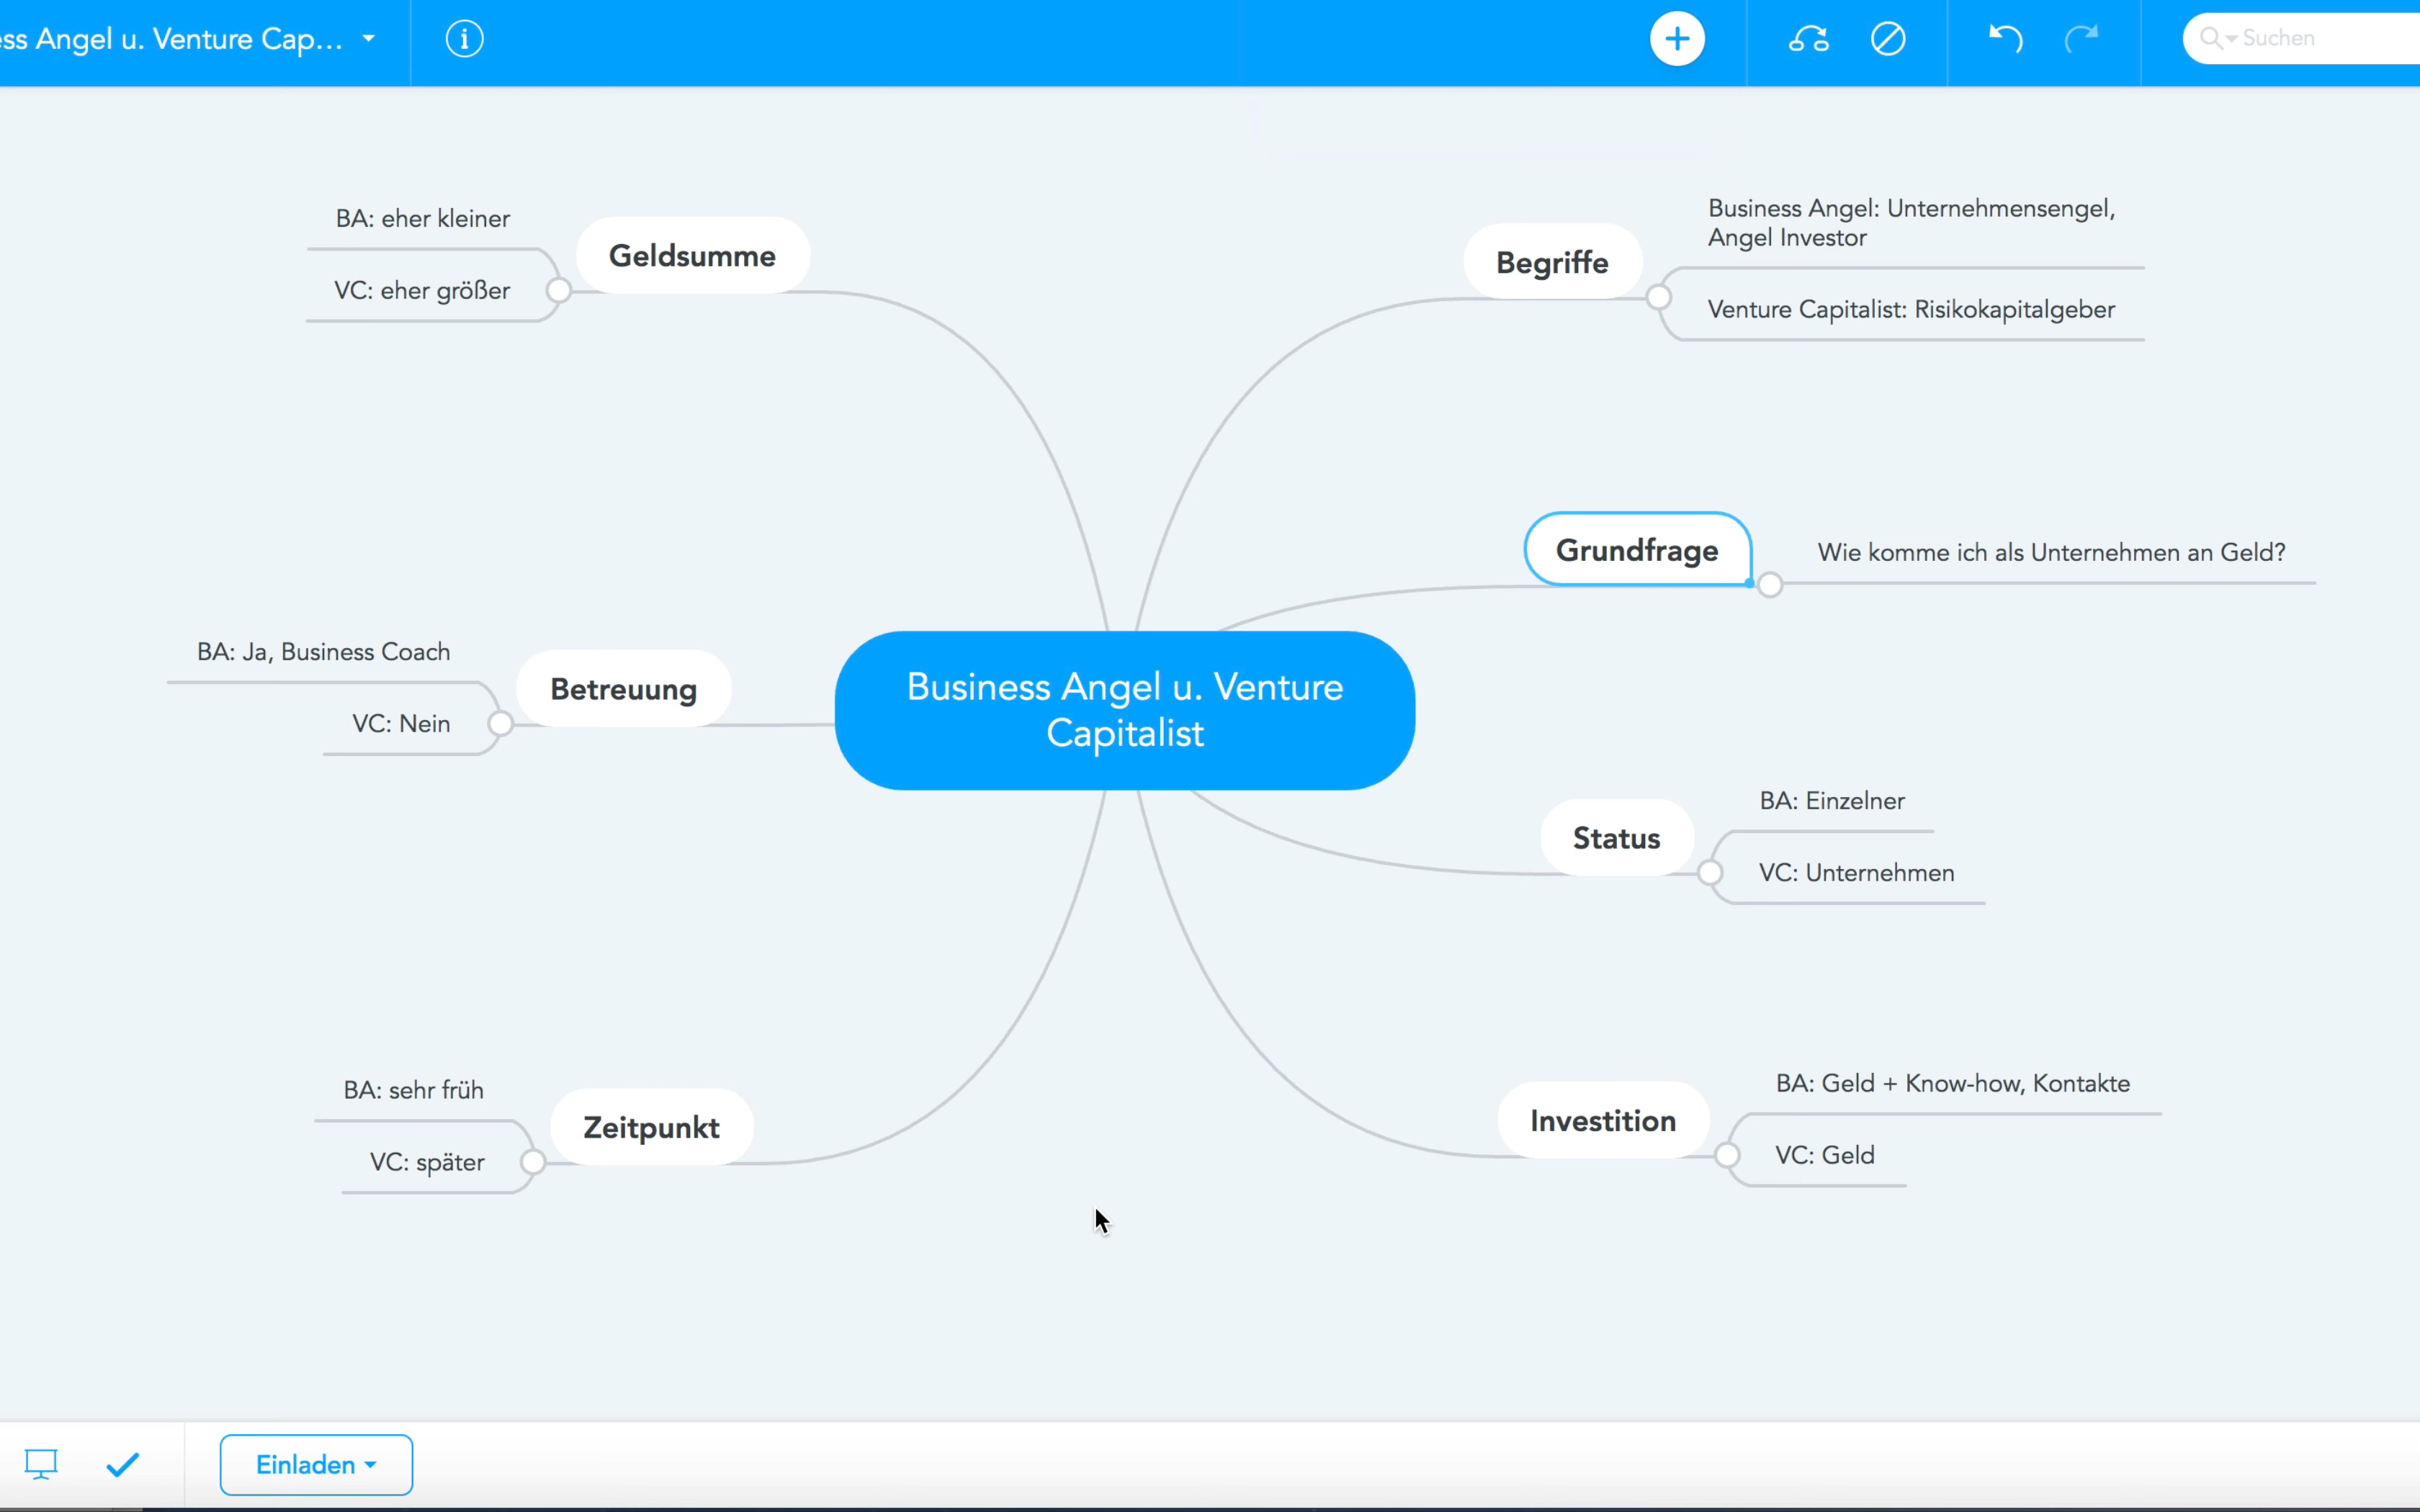 ss Angel u. Venture Cap...
Suchen
BA: eher kleiner
VC: eher größer
Geldsumme
Begriffe
Business Angel: Unternehmensengel,
Angel Investor
Venture Capitalist: Risikokapitalgeber
Grundfrage
Wie komme ich als Unternehmen an Geld?
BA: Ja, Business Coach
VC: Nein
Betreuung
Business Angel u. Venture
Capitalist
Status
BA: Einzelner
VC: Unternehmen
BA: sehr früh
VC: später
Zeitpunkt
Investition
BA: Geld + Know-how, Kontakte
VC: Geld
Einladen